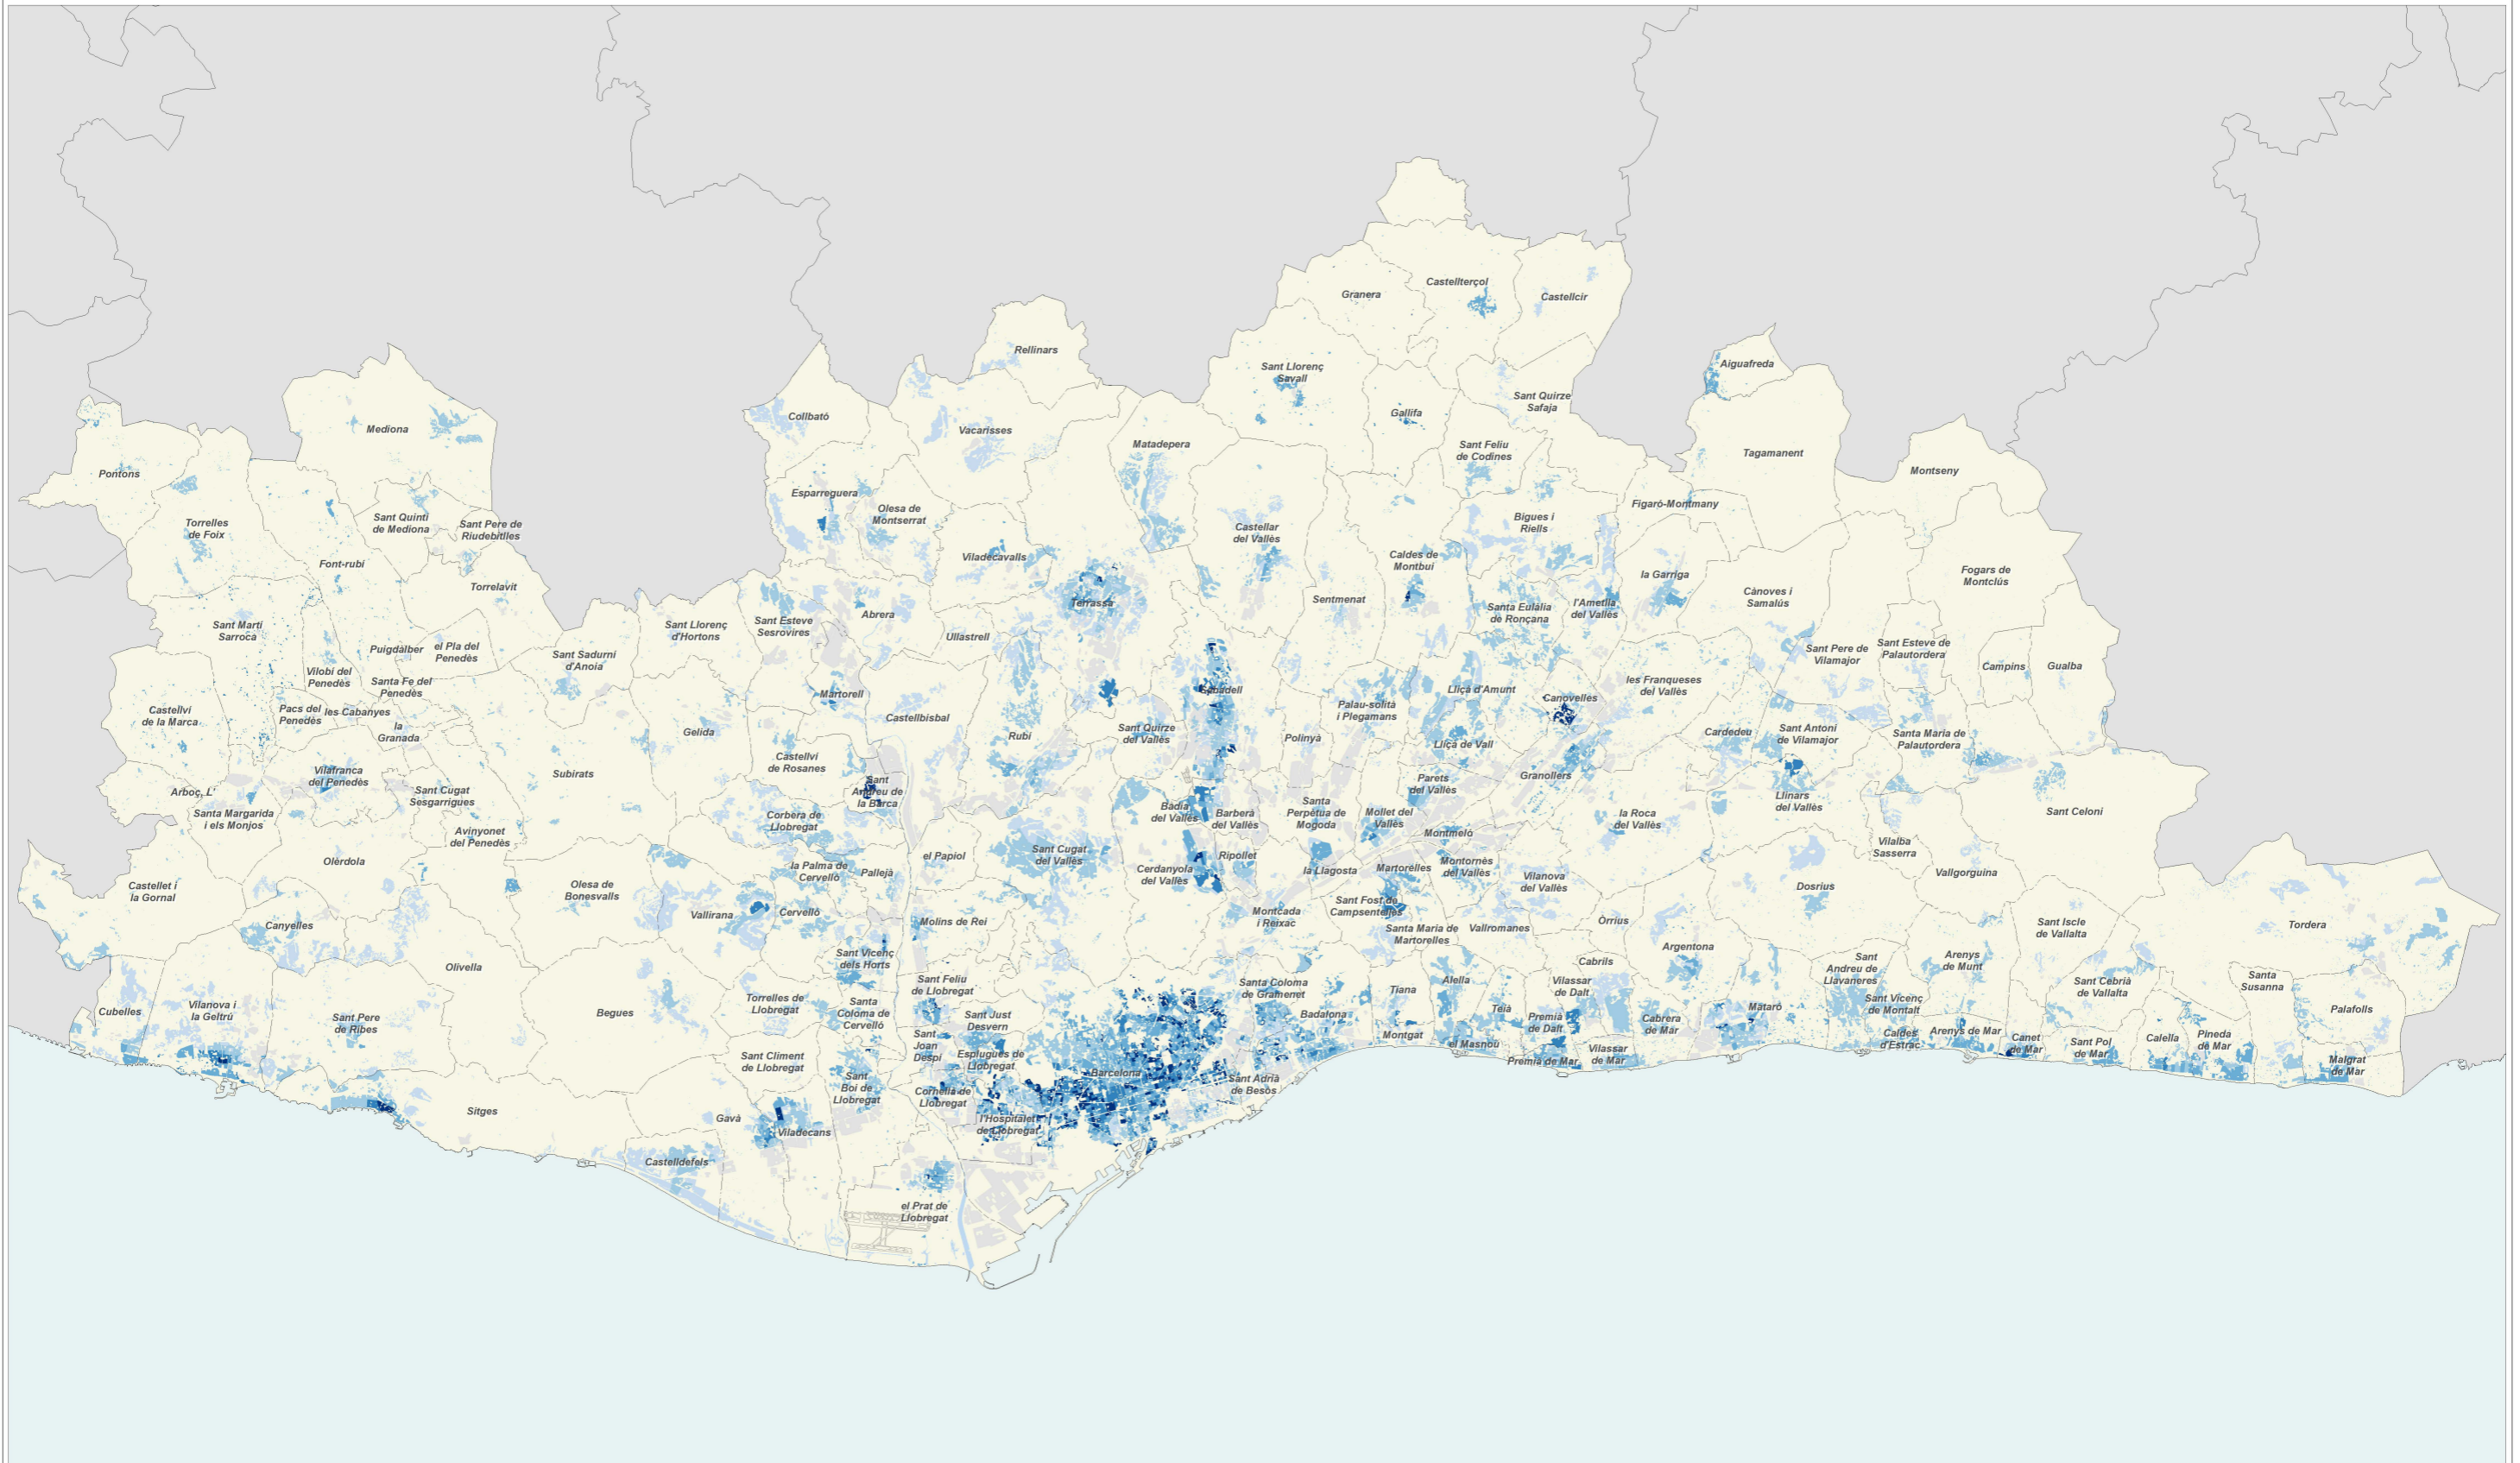 Castellterçol
Granera
Castellcir
Rellinars
Aiguafreda
Sant Llorenç
Savall
Sant Quirze
Safaja
Gallifa
Collbató
Mediona
Vacarisses
Matadepera
Sant Feliu
de Codines
Tagamanent
Montseny
Pontons
Esparreguera
Olesa de
Montserrat
Figaró-Montmany
Torrelles
de Foix
Sant Quintí
de Mediona
Sant Pere de
Riudebitlles
Castellar
del Vallès
Bigues i
Riells
Viladecavalls
Caldes de
Montbui
Font-rubí
Torrelavit
la Garriga
Fogars de
Montclús
Terrassa
Sentmenat
Santa Eulàlia
de Ronçana
l'Ametlla
del Vallès
Cànoves i
Samalús
Sant Martí
Sarroca
Sant Llorenç
d'Hortons
Sant Esteve
Sesrovires
Abrera
Ullastrell
Puigdàlber
el Pla del
Penedès
Sant Sadurní
d'Anoia
Sant Pere de
Vilamajor
Sant Esteve de
Palautordera
Campins
Gualba
Vilobí del
Penedès
Santa Fe del
Penedès
Martorell
Sabadell
Lliçà d'Amunt
Canovelles
les Franqueses
del Vallès
Castellví
de la Marca
Pacs del
Penedès
les Cabanyes
la
Granada
Castellbisbal
Palau-solità
i Plegamans
Gelida
Rubí
Sant Quirze
del Vallès
Polinyà
Lliçà de Vall
Cardedeu
Sant Antoni
de Vilamajor
Santa Maria de
Palautordera
Vilafranca
del Penedès
Subirats
Castellví
de Rosanes
Sant
Andreu de
la Barca
Granollers
Parets
del Vallès
Arboç, L'
Sant Cugat
Sesgarrigues
Llinars
del Vallès
Santa Margarida
i els Monjos
Corbera de
Llobregat
Badia
del Vallès
Barberà
del Vallès
Santa
Perpètua de
Mogoda
Mollet del
Vallès
la Roca
del Vallès
Sant Celoni
Avinyonet
del Penedès
Montmeló
Vilalba
Sasserra
Olèrdola
la Palma de
Cervelló
Pallejà
el Papiol
Sant Cugat
del Vallès
Cerdanyola
del Vallès
Ripollet
la Llagosta
Martorelles
Montornès
del Vallès
Vilanova
del Vallès
Vallgorguina
Castellet i
la Gornal
Olesa de
Bonesvalls
Dosrius
Canyelles
Vallirana
Cervelló
Molins de Rei
Montcada
i Reixac
Sant Fost de
Campsentelles
Santa Maria de
Martorelles
Vallromanes
Òrrius
Sant Iscle
de Vallalta
Tordera
Olivella
Sant Vicenç
dels Horts
Argentona
Cabrils
Sant
Andreu de
Llavaneres
Arenys
de Munt
Cubelles
Vilanova i
la Geltrú
Sant Pere
de Ribes
Begues
Torrelles de
Llobregat
Santa
Coloma de
Cervelló
Sant Feliu
de Llobregat
Santa Coloma
de Gramenet
Tiana
Alella
Vilassar
de Dalt
Sant Cebrià
de Vallalta
Santa
Susanna
Sant Just
Desvern
Badalona
Teià
Premià
de Dalt
Cabrera
de Mar
Mataró
Sant Vicenç
de Montalt
Palafolls
Sant
Joan
Despí
Montgat
el Masnou
Caldes
d'Estrac
Arenys de Mar
Canet
de Mar
Sant Pol
de Mar
Calella
Pineda
de Mar
Sant Climent
de Llobregat
Esplugues de
Llobregat
Premià de Mar
Vilassar
de Mar
Malgrat
de Mar
Sant
Boi de
Llobregat
Barcelona
Sant Adrià
de Besòs
Sitges
Gavà
Viladecans
Cornellà de
Llobregat
l'Hospitalet
de Llobregat
Castelldefels
el Prat de
Llobregat